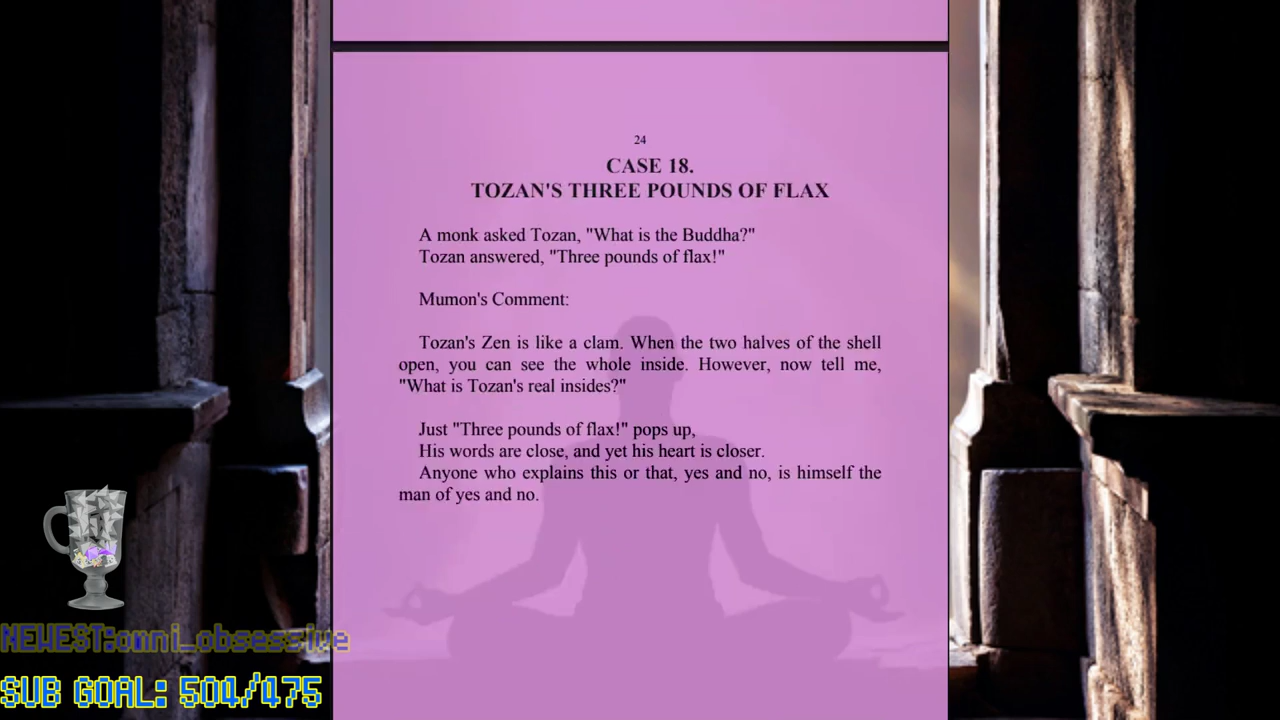 24
CASE 18.
TOZAN'S THREE POUNDS OF FLAX
A monk asked Tozan, "What is the Buddha?"
Tozan answered, "Three pounds of flax!"
Mumon's Comment:
Tozan's Zen is like a clam. When the two halves of the shell
open, you can see the whole inside. However, now tell me,
"What is Tozan's real insides?"
Just "Three pounds of flax!" pops up,
His words are close, and yet his heart is closer.
Anyone who explains this or that, yes and no, is himself the
man of yes and no.
NEWEST:omni_obsessive
SUB GOAL: 504/475